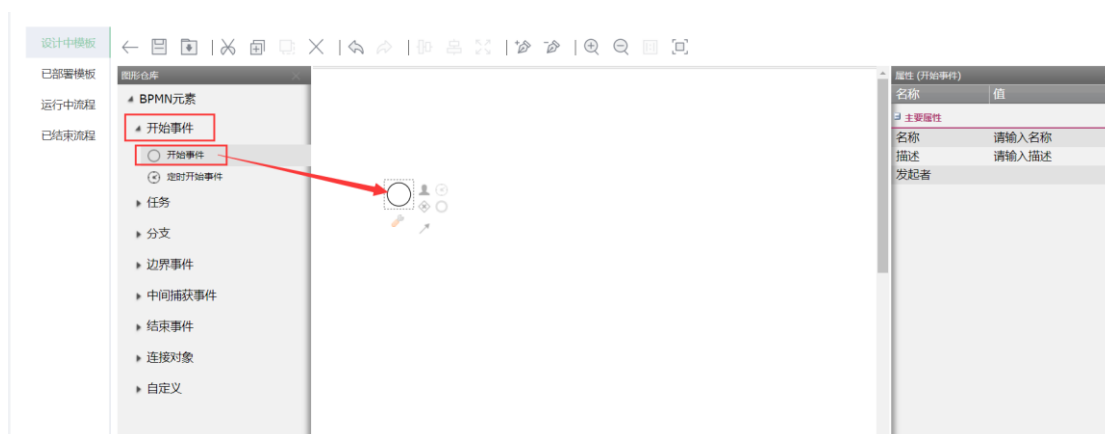 设计中模板
已部署模板
运行中流程
已结束流程
图形仓库
BPMN元素
开始事件
开始事件
定时开始事件
任务
分支
边界事件
中间捕获事件
结束事件
连接对象
自定义
属性 (开始事件)
名称 值
主要属性
名称 请输入名称
描述 请输入描述
发起者